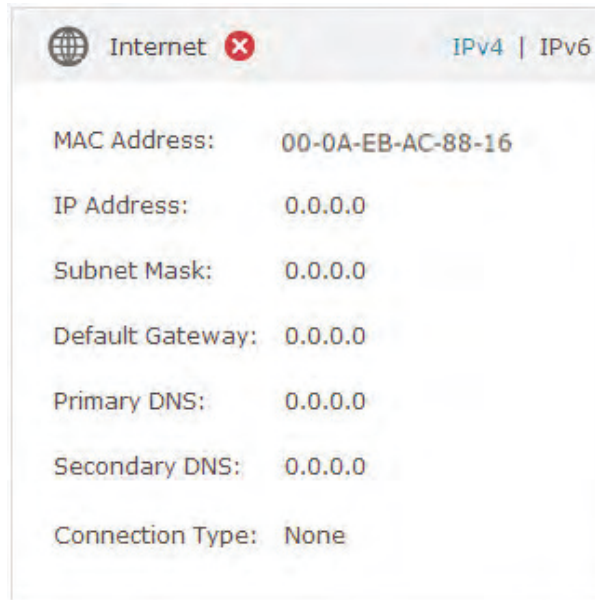 Internet IPv4 | IPv6
MAC Address: 00-0A-EB-AC-88-16
IP Address: 0.0.0.0
Subnet Mask: 0.0.0.0
Default Gateway: 0.0.0.0
Primary DNS: 0.0.0.0
Secondary DNS: 0.0.0.0
Connection Type: None